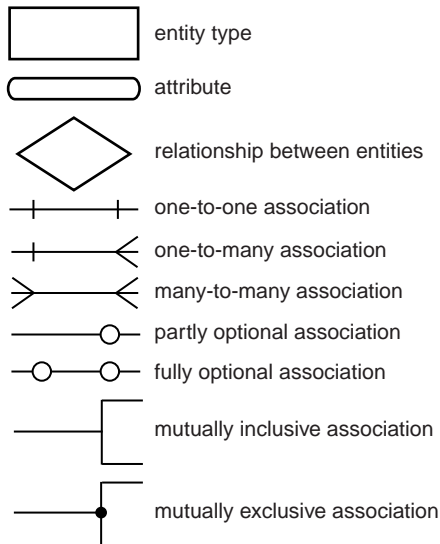 entity type
attribute
relationship between entities
one-to-one association
one-to-many association
many-to-many association
partly optional association
fully optional association
mutually inclusive association
mutually exclusive association